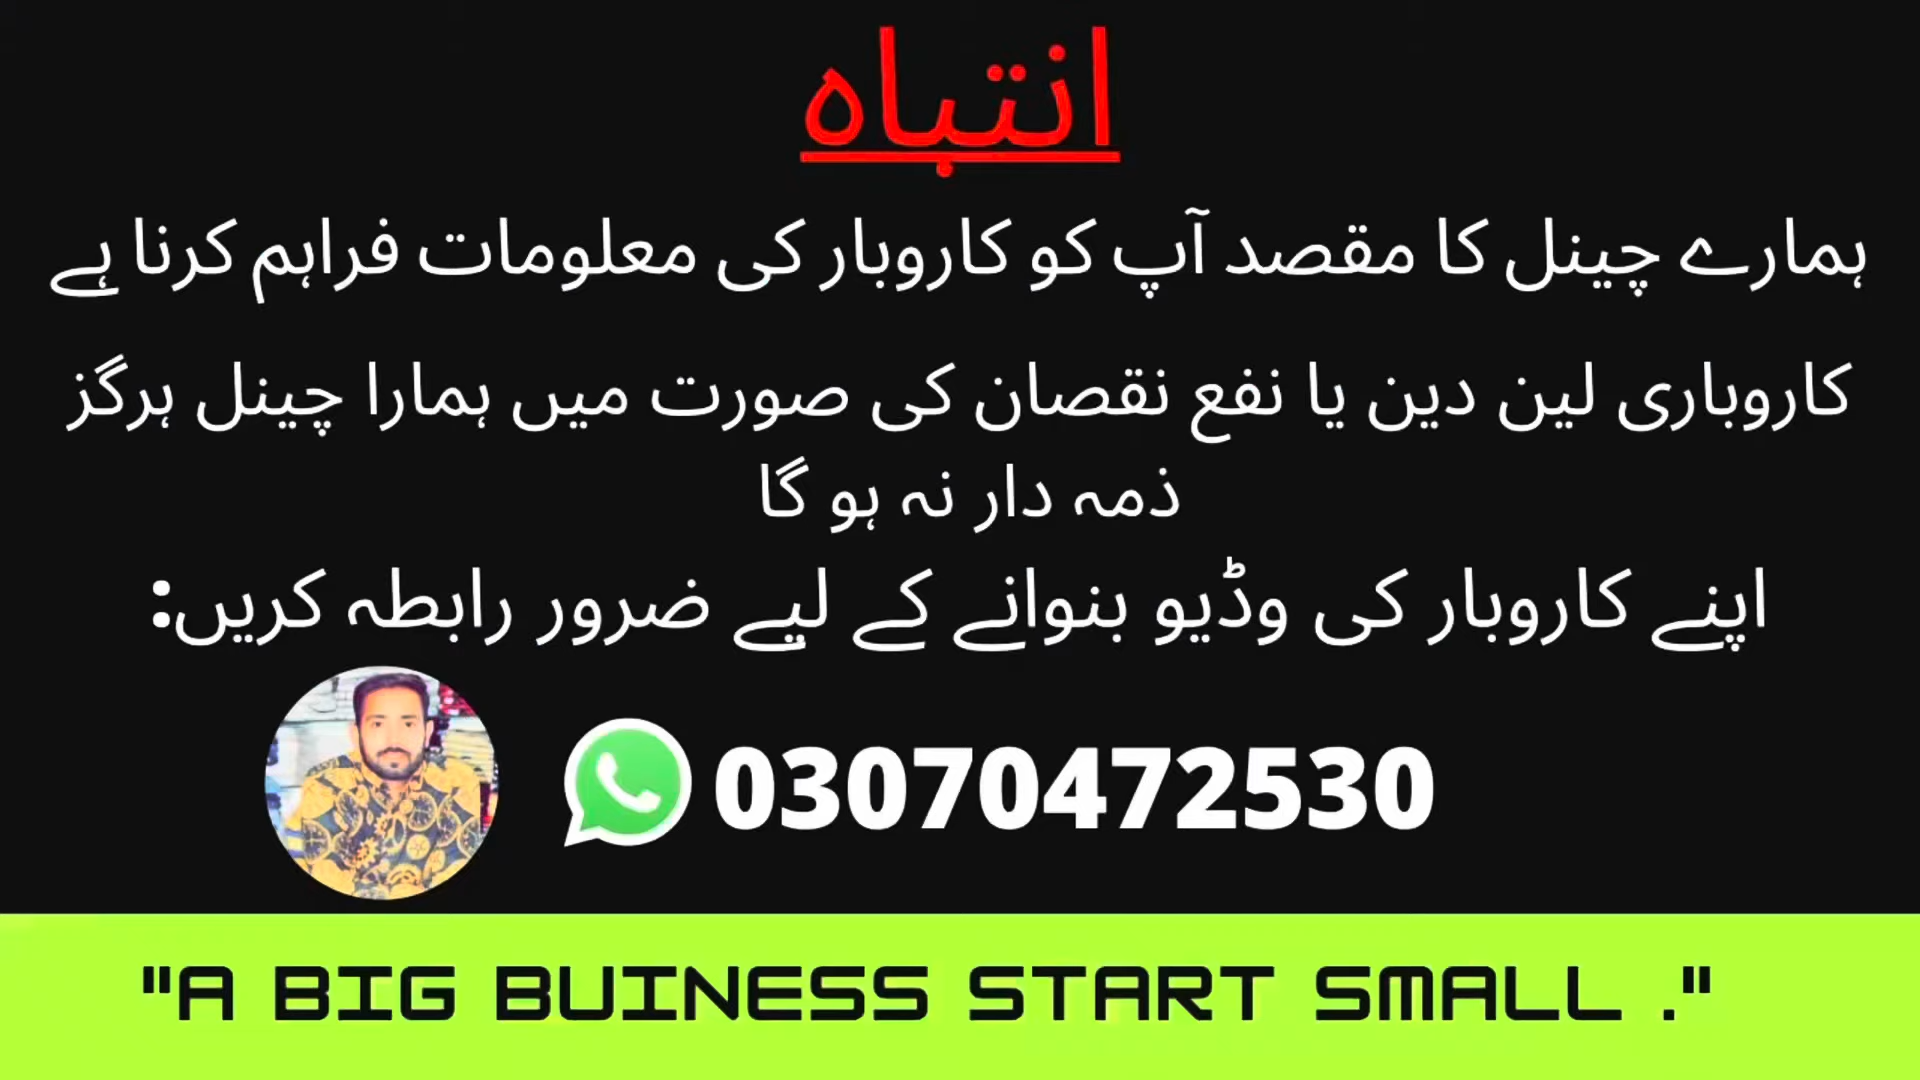 انتباہ
ہمارے چینل کا مقصد آپ کو کاروبار کی معلومات فراہم کرنا ہے
کاروباری لین دین یا نفع نقصان کی صورت میں ہمارا چینل ہرگز
ذمہ دار نہ ہو گا
اپنے کاروبار کی وڈیو بنوانے کے لیے ضرور رابطہ کریں:
03070472530
"A BIG BUINESS START SMALL ."